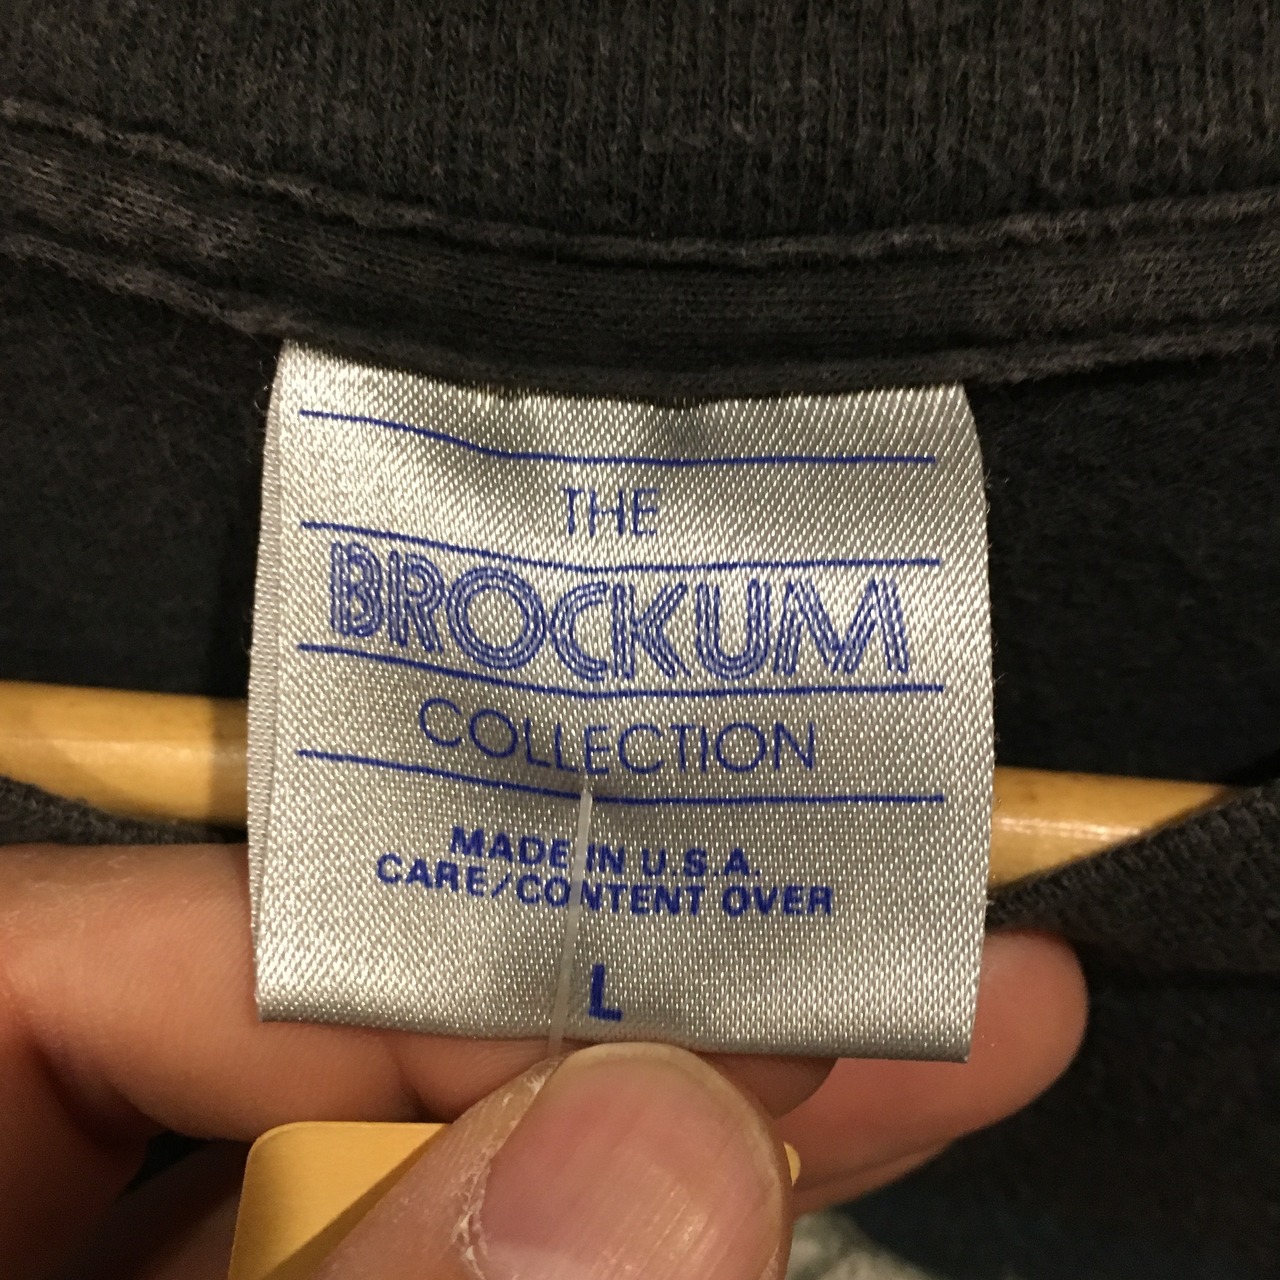 THE
BROCKUM
COLLECTION
MADE IN U.S.A.
CARE/CONTENT OVER
L